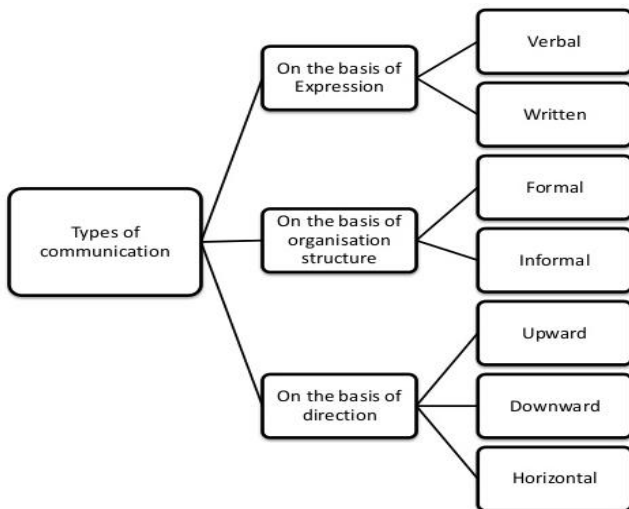 Types of
communication
On the basis of
Expression
Verbal
Written
On the basis of
organisation
structure
Formal
Informal
On the basis of
direction
Upward
Downward
Horizontal